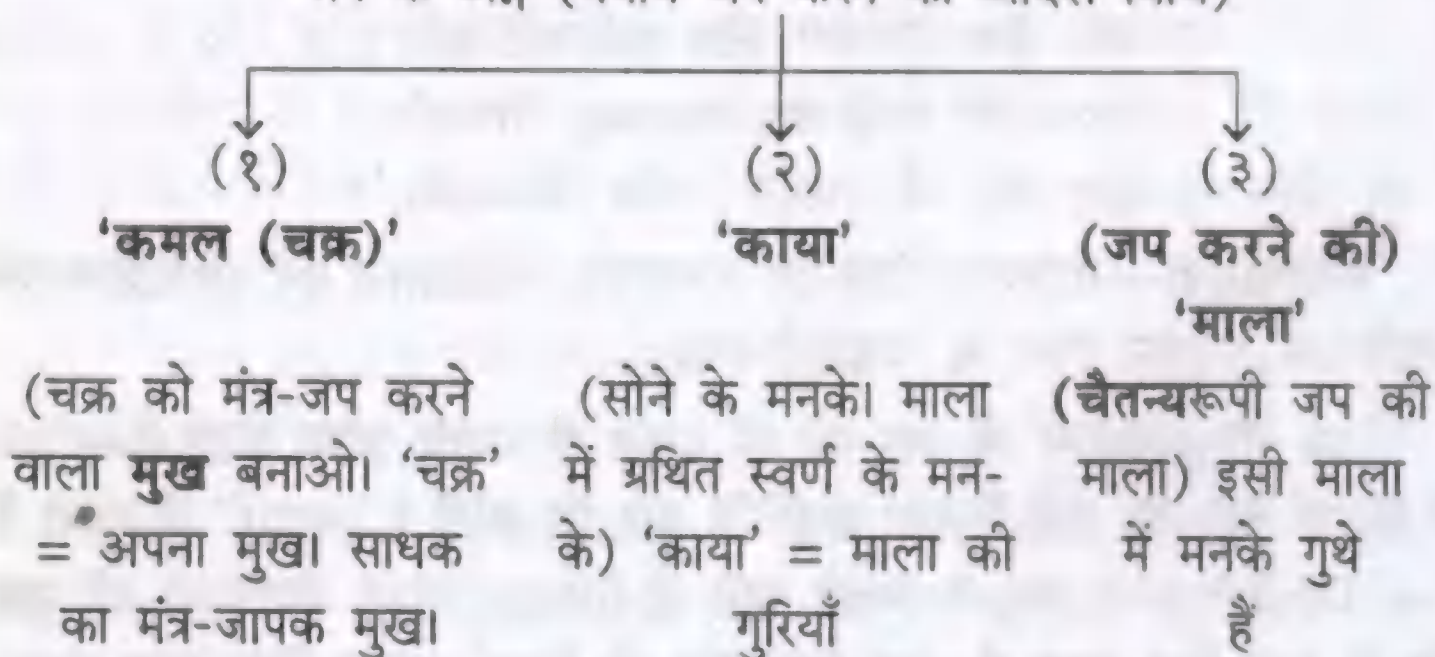 (१)
'कमल (चक्र)'
(चक्र को मंत्र-जप करने
वाला मुख बनाओ। 'चक्र'
= अपना मुख। साधक
का मंत्र-जापक मुख।
(२)
'काया'
(सोने के मनके। माला
में ग्रथित स्वर्ण के मन-
के) 'काया' = माला की
गुरियाँ
(३)
(जप करने की)
'माला'
(चैतन्यरूपी जप की
माला) इसी माला
में मनके गुथे
हैं